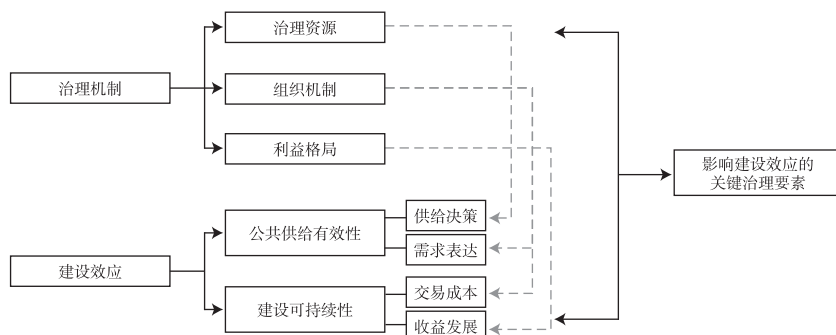 治理资源
治理机制
组织机制
利益格局
影响建设效应的
关键治理要素
公共供给有效性
供给决策
需求表达
建设效应
建设可持续性
交易成本
收益发展